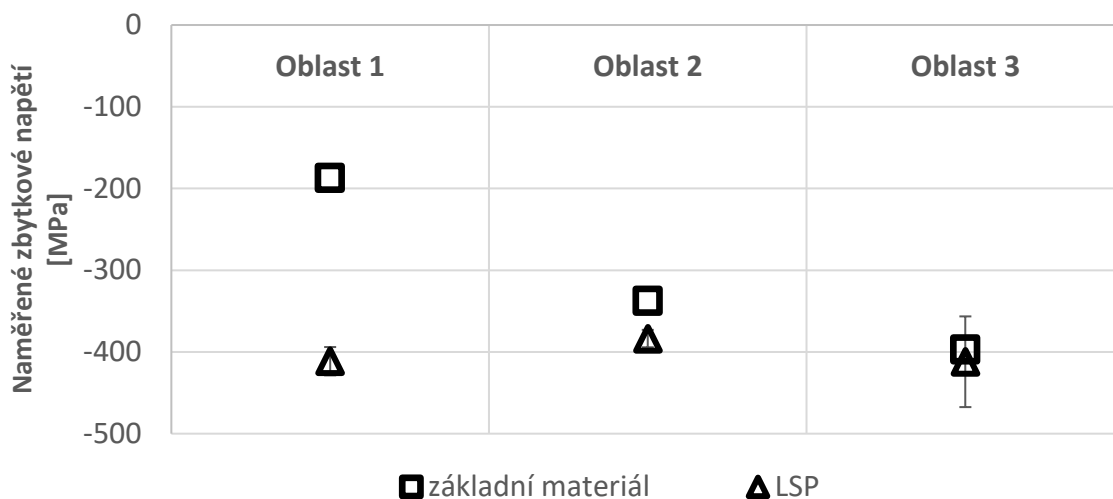 0
Oblast 1 Oblast 2 Oblast 3
-100
-200
-300
-400
-500
Naměřené zbytkové napětí
[MPa]
základní materiál LSP